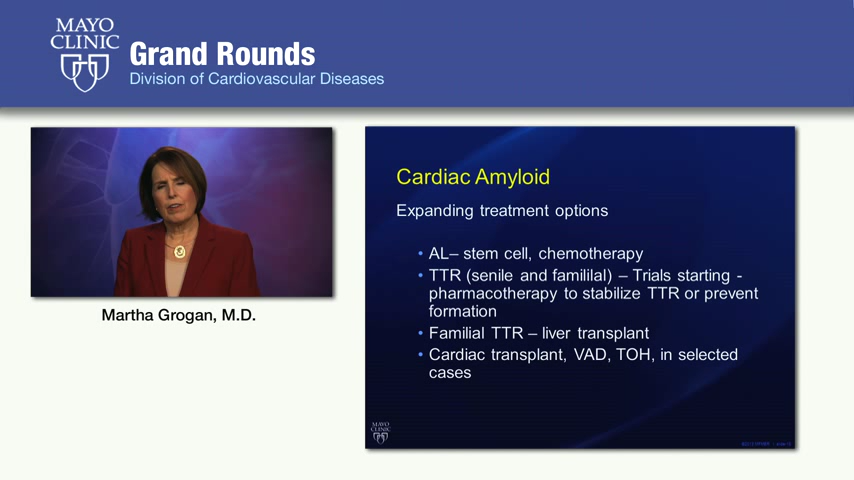 MAYO
CLINIC
Grand Rounds
Division of Cardiovascular Diseases
Martha Grogan, M.D.
Cardiac Amyloid
Expanding treatment options
• AL– stem cell, chemotherapy
• TTR (senile and famililal) – Trials starting -
pharmacotherapy to stabilize TTR or prevent
formation
• Familial TTR – liver transplant
• Cardiac transplant, VAD, TOH, in selected
cases
MAYO
CLINIC